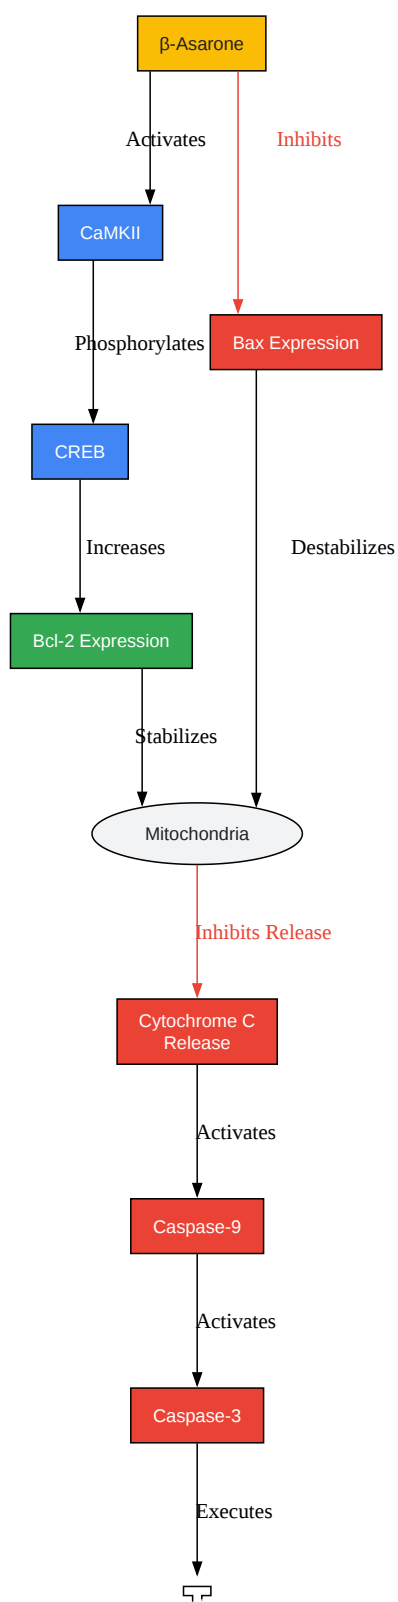 β-Asarone
Activates
Inhibits
CaMKII
Phosphorylates
Bax Expression
CREB
Increases
Destabilizes
Bcl-2 Expression
Stabilizes
Mitochondria
Inhibits Release
Cytochrome C
Release
Activates
Caspase-9
Activates
Caspase-3
Executes